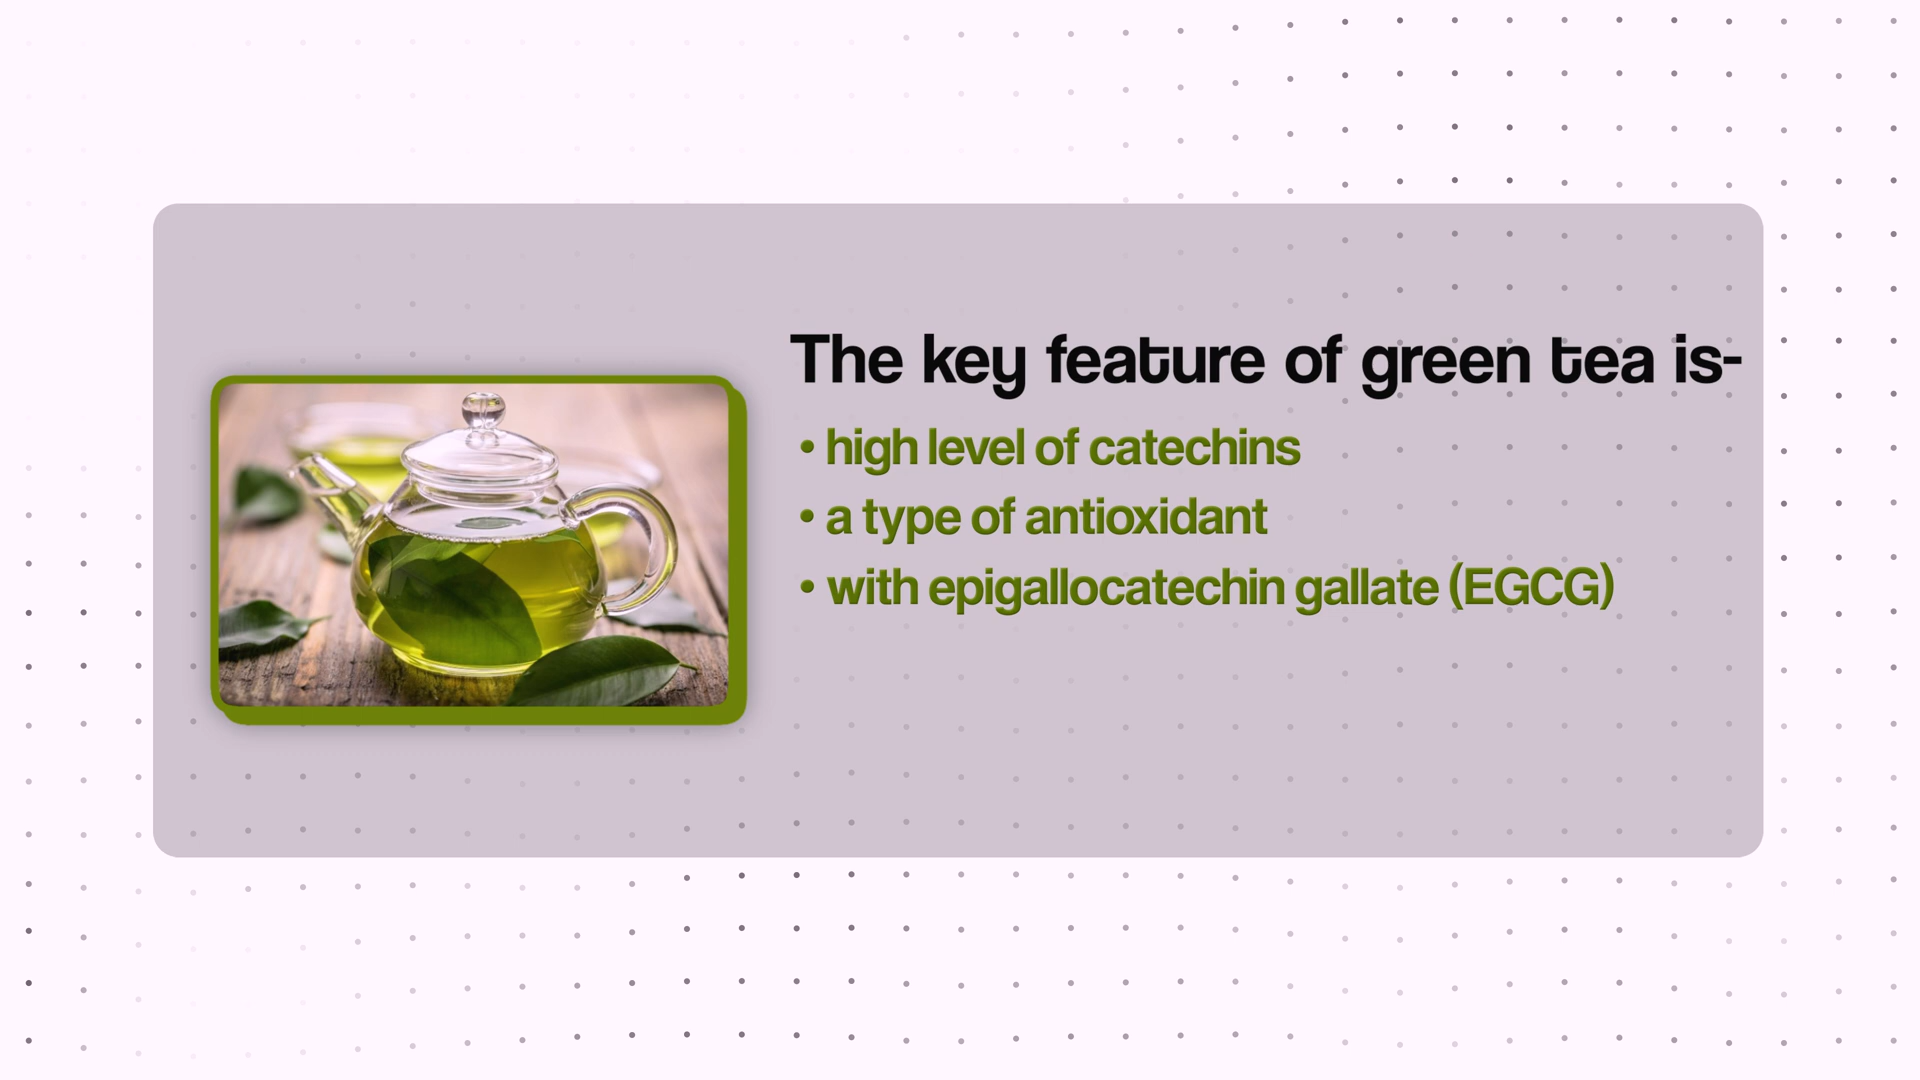 The key feature of green tea is-
• high level of catechins
• a type of antioxidant
• with epigallocatechin gallate (EGCG)